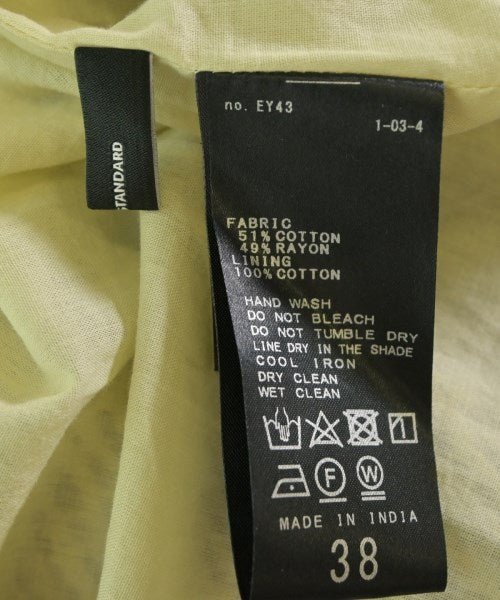 STANDARD
no. EY43
1-03-4
FABRIC
51% COTTON
49% RAYON
LINING
100% COTTON
HAND WASH
DO NOT BLEACH
DO NOT TUMBLE DRY
LINE DRY IN THE SHADE
COOL IRON
DRY CLEAN
WET CLEAN
F W
MADE IN INDIA
38